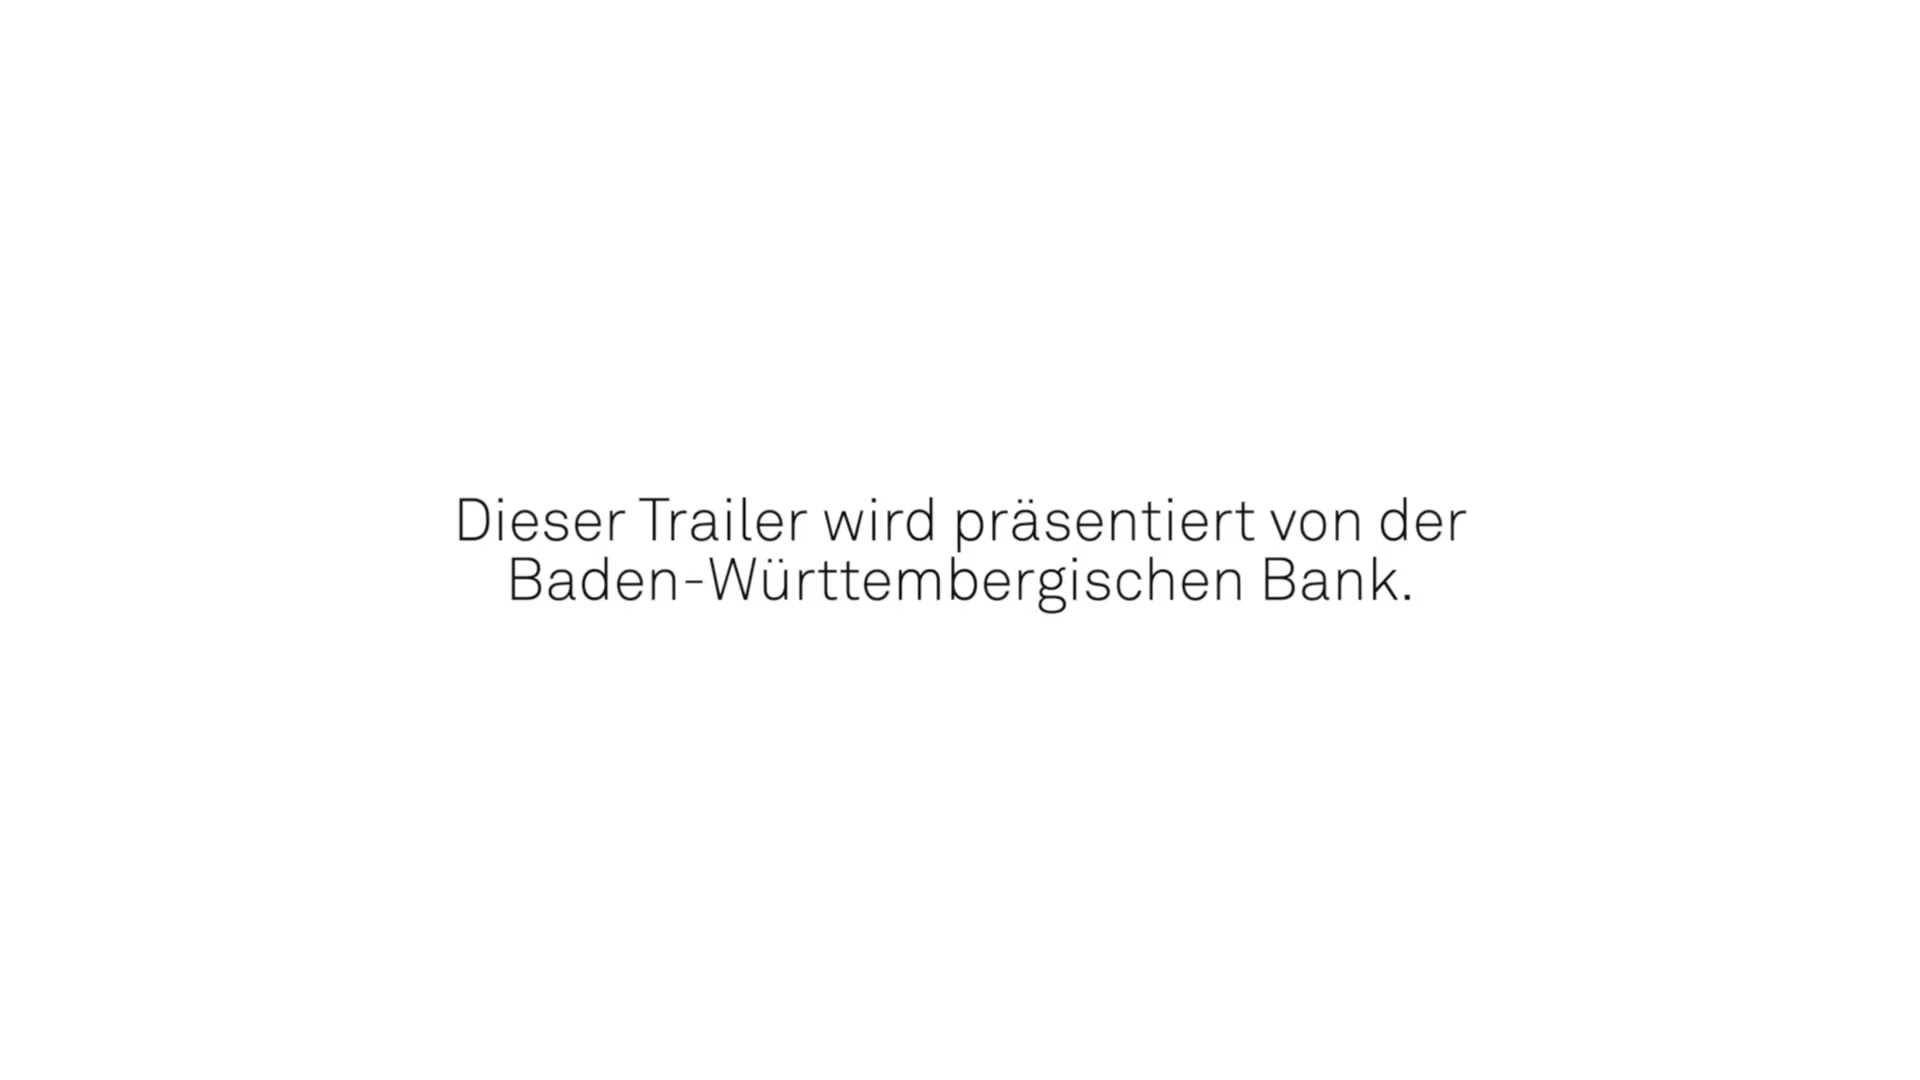 Dieser Trailer wird präsentiert von der
Baden-Württembergischen Bank.